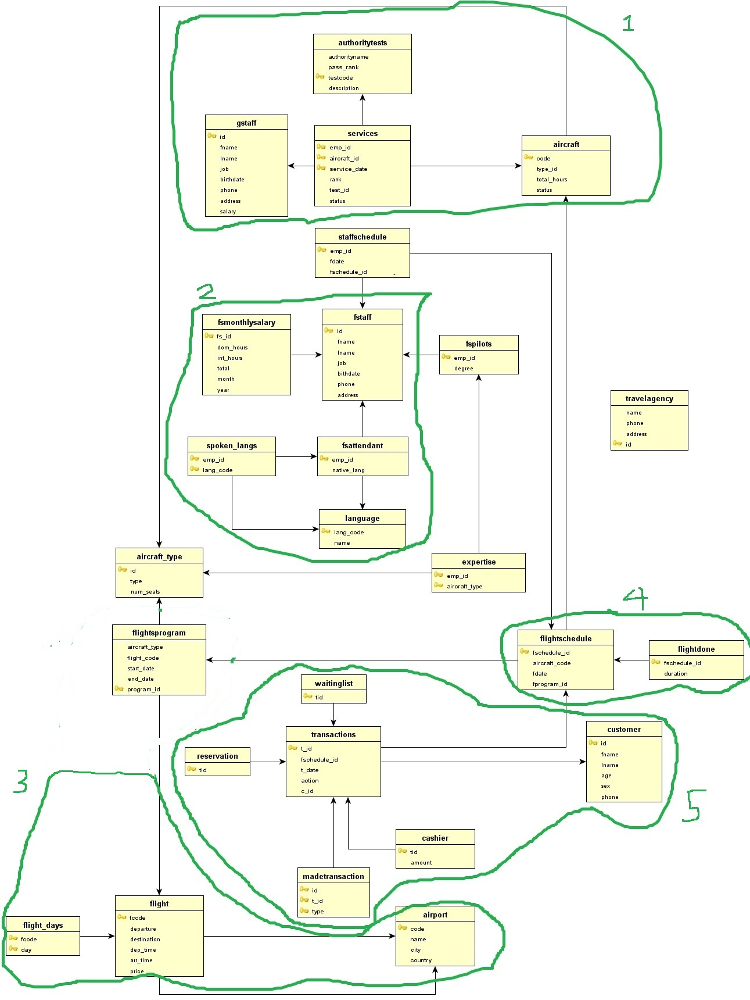 1
authoritytests
authorityname
pass_rank
testcode
description
gstaff
id
fname
lname
job
birthdate
phone
address
salary
services
emp_id
aircraft_id
service_date
rank
test_id
status
aircraft
code
type_id
total_hours
status
staffschedule
emp_id
fdate
fschedule_id
2
fsmonthlysalary
fs_id
dom_hours
int_hours
total
month
year
fstaff
id
fname
lname
job
bithdate
phone
address
fspilots
emp_id
degree
travelagency
name
phone
address
id
spoken_langs
emp_id
lang_code
fsattendant
emp_id
native_lang
language
lang_code
name
aircraft_type
id
type
num_seats
expertise
emp_id
aircraft_type
4
flightsprogram
aircraft_type
flight_code
start_date
end_date
program_id
flightschedule
fschedule_id
aircraft_code
fdate
fprogram_id
flightdone
fschedule_id
duration
waitinglist
tid
transactions
t_id
fschedule_id
t_date
action
c_id
customer
id
fname
lname
age
sex
phone
reservation
tid
3
5
cashier
tid
amount
madetransaction
id
t_id
type
flight
fcode
departure
destination
dep_time
arr_time
price
flight_days
fcode
day
airport
code
name
city
country